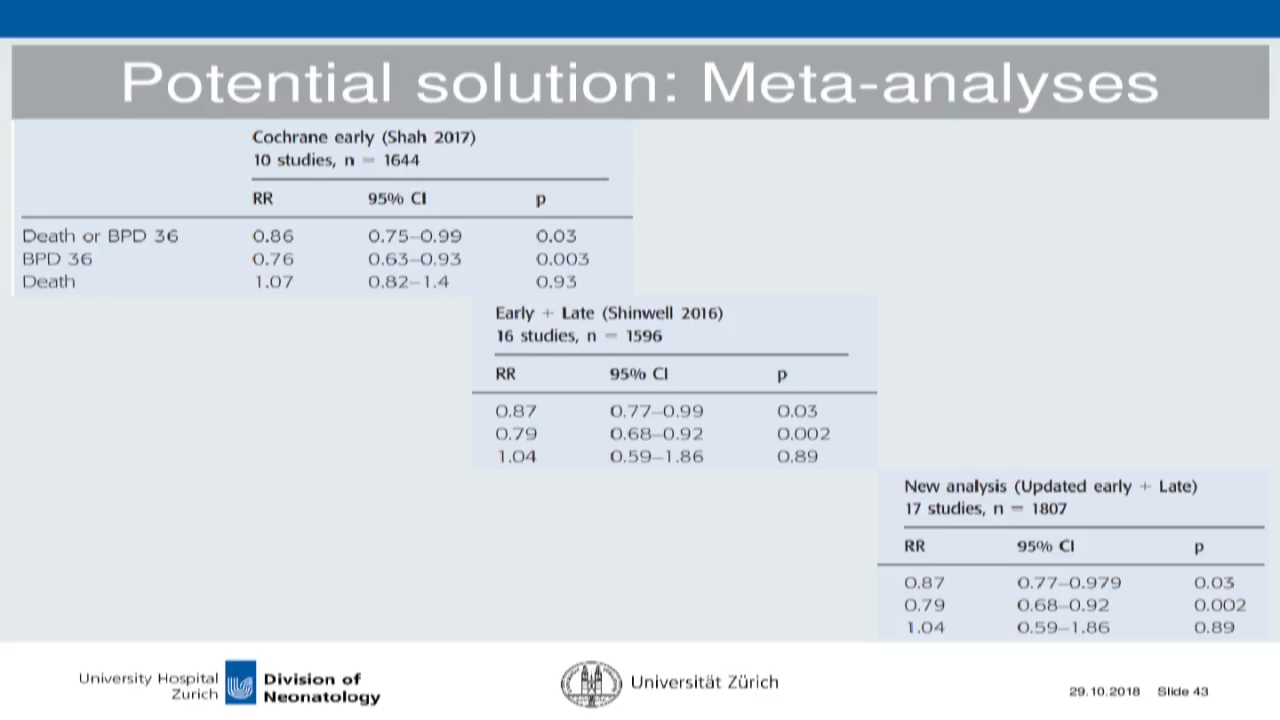 Potential solution: Meta-analyses
Cochrane early (Shah 2017)
10 studies, n = 1644
RR 95% CI p
Death or BPD 36 0.86 0.75–0.99 0.03
BPD 36 0.76 0.63–0.93 0.003
Death 1.07 0.82–1.4 0.93
Early + Late (Shinwell 2016)
16 studies, n = 1596
RR 95% CI p
0.87 0.77–0.99 0.03
0.79 0.68–0.92 0.002
1.04 0.59–1.86 0.89
New analysis (Updated early + Late)
17 studies, n = 1807
RR 95% CI p
0.87 0.77–0.979 0.03
0.79 0.68–0.92 0.002
1.04 0.59–1.86 0.89
University Hospital
Zurich
Division of
Neonatology
Universität Zürich
29.10.2018 Slide 43